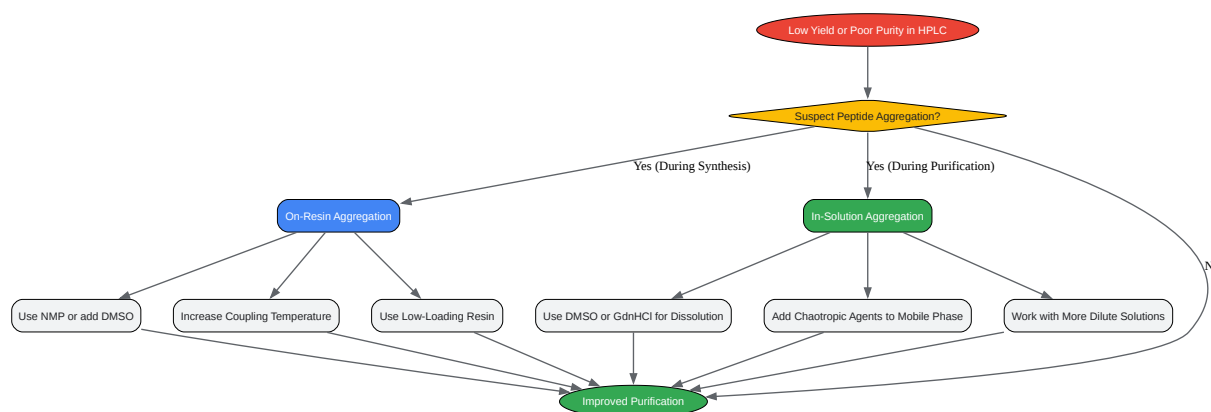 Low Yield or Poor Purity in HPLC
Suspect Peptide Aggregation?
Yes (During Synthesis)
Yes (During Purification)
On-Resin Aggregation
In-Solution Aggregation
N
Use NMP or add DMSO
Increase Coupling Temperature
Use Low-Loading Resin
Use DMSO or GdnHCl for Dissolution
Add Chaotropic Agents to Mobile Phase
Work with More Dilute Solutions
Improved Purification